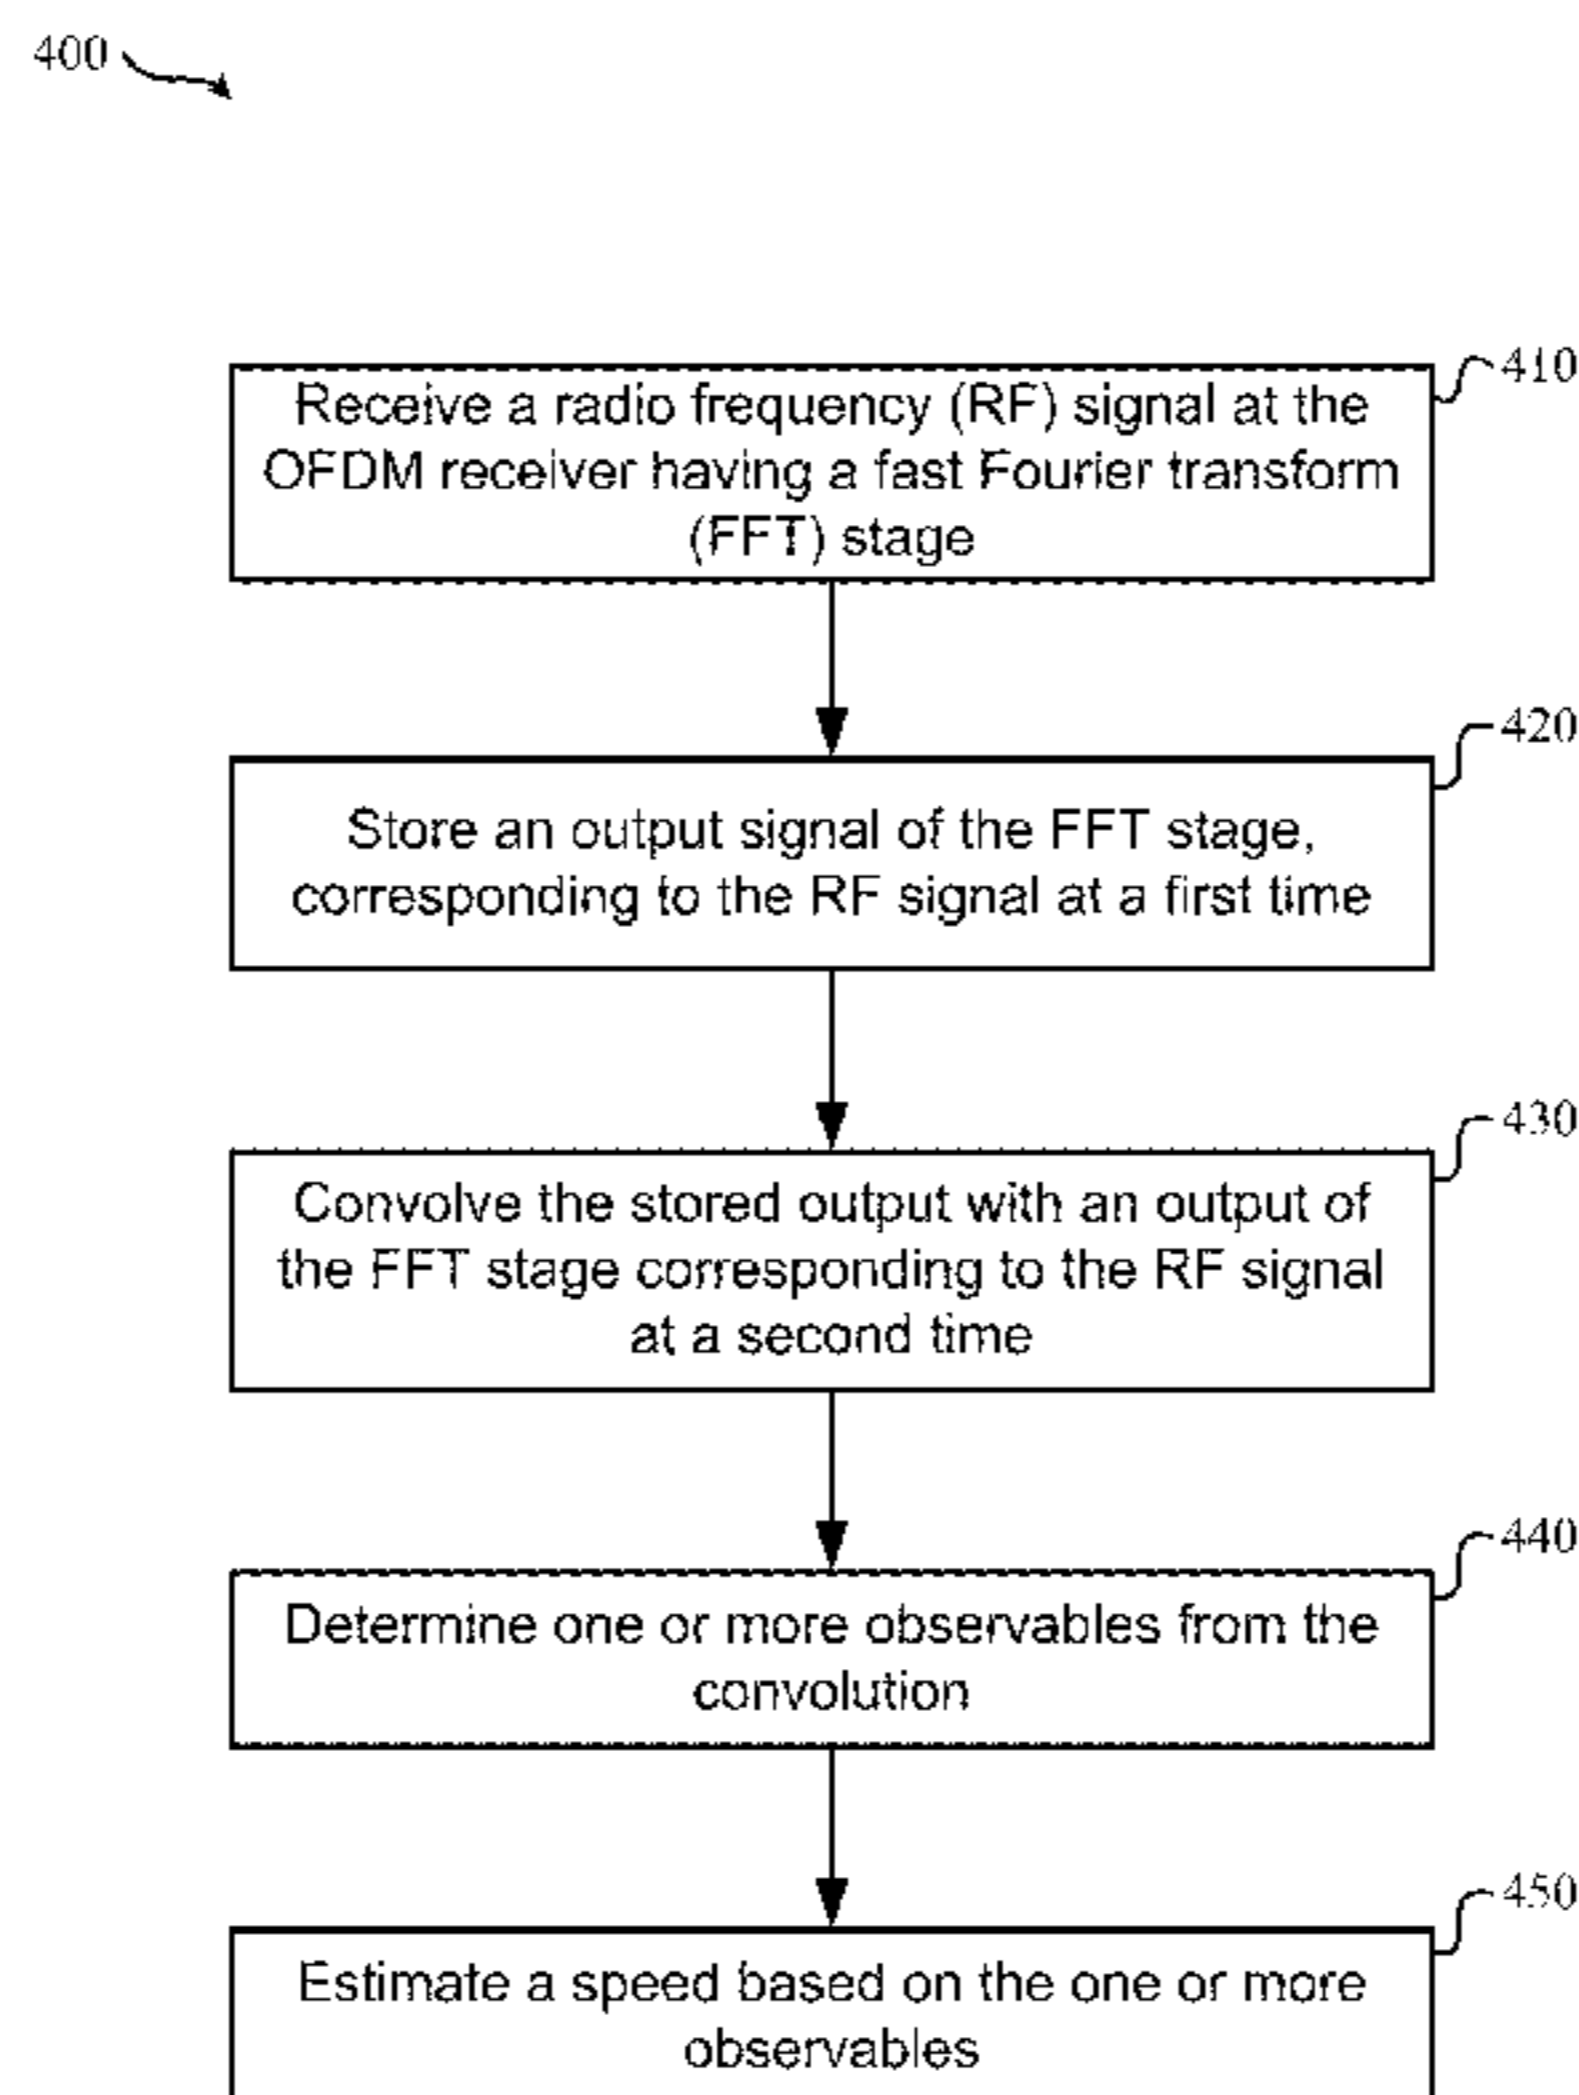 400
410
Receive a radio frequency (RF) signal at the
OFDM receiver having a fast Fourier transform
(FFT) stage
420
Store an output signal of the FFT stage,
corresponding to the RF signal at a first time
430
Convolve the stored output with an output of
the FFT stage corresponding to the RF signal
at a second time
440
Determine one or more observables from the
convolution
450
Estimate a speed based on the one or more
observables